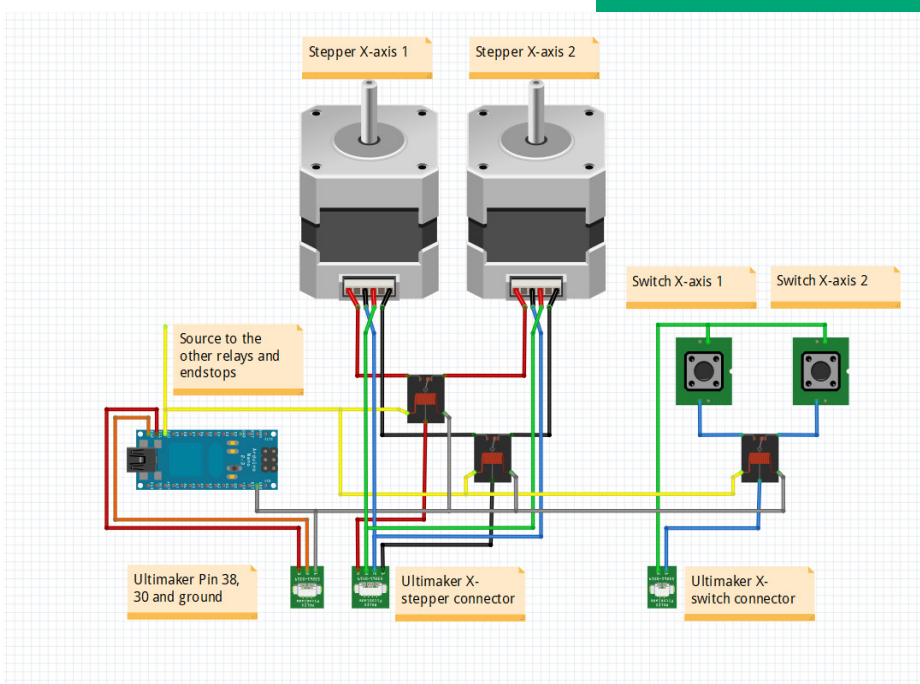 Stepper X-axis 1
Stepper X-axis 2
Switch X-axis 1
Switch X-axis 2
Source to the
other relays and
endstops
Ultimaker Pin 38,
30 and ground
Ultimaker X-
stepper connector
Ultimaker X-
switch connector